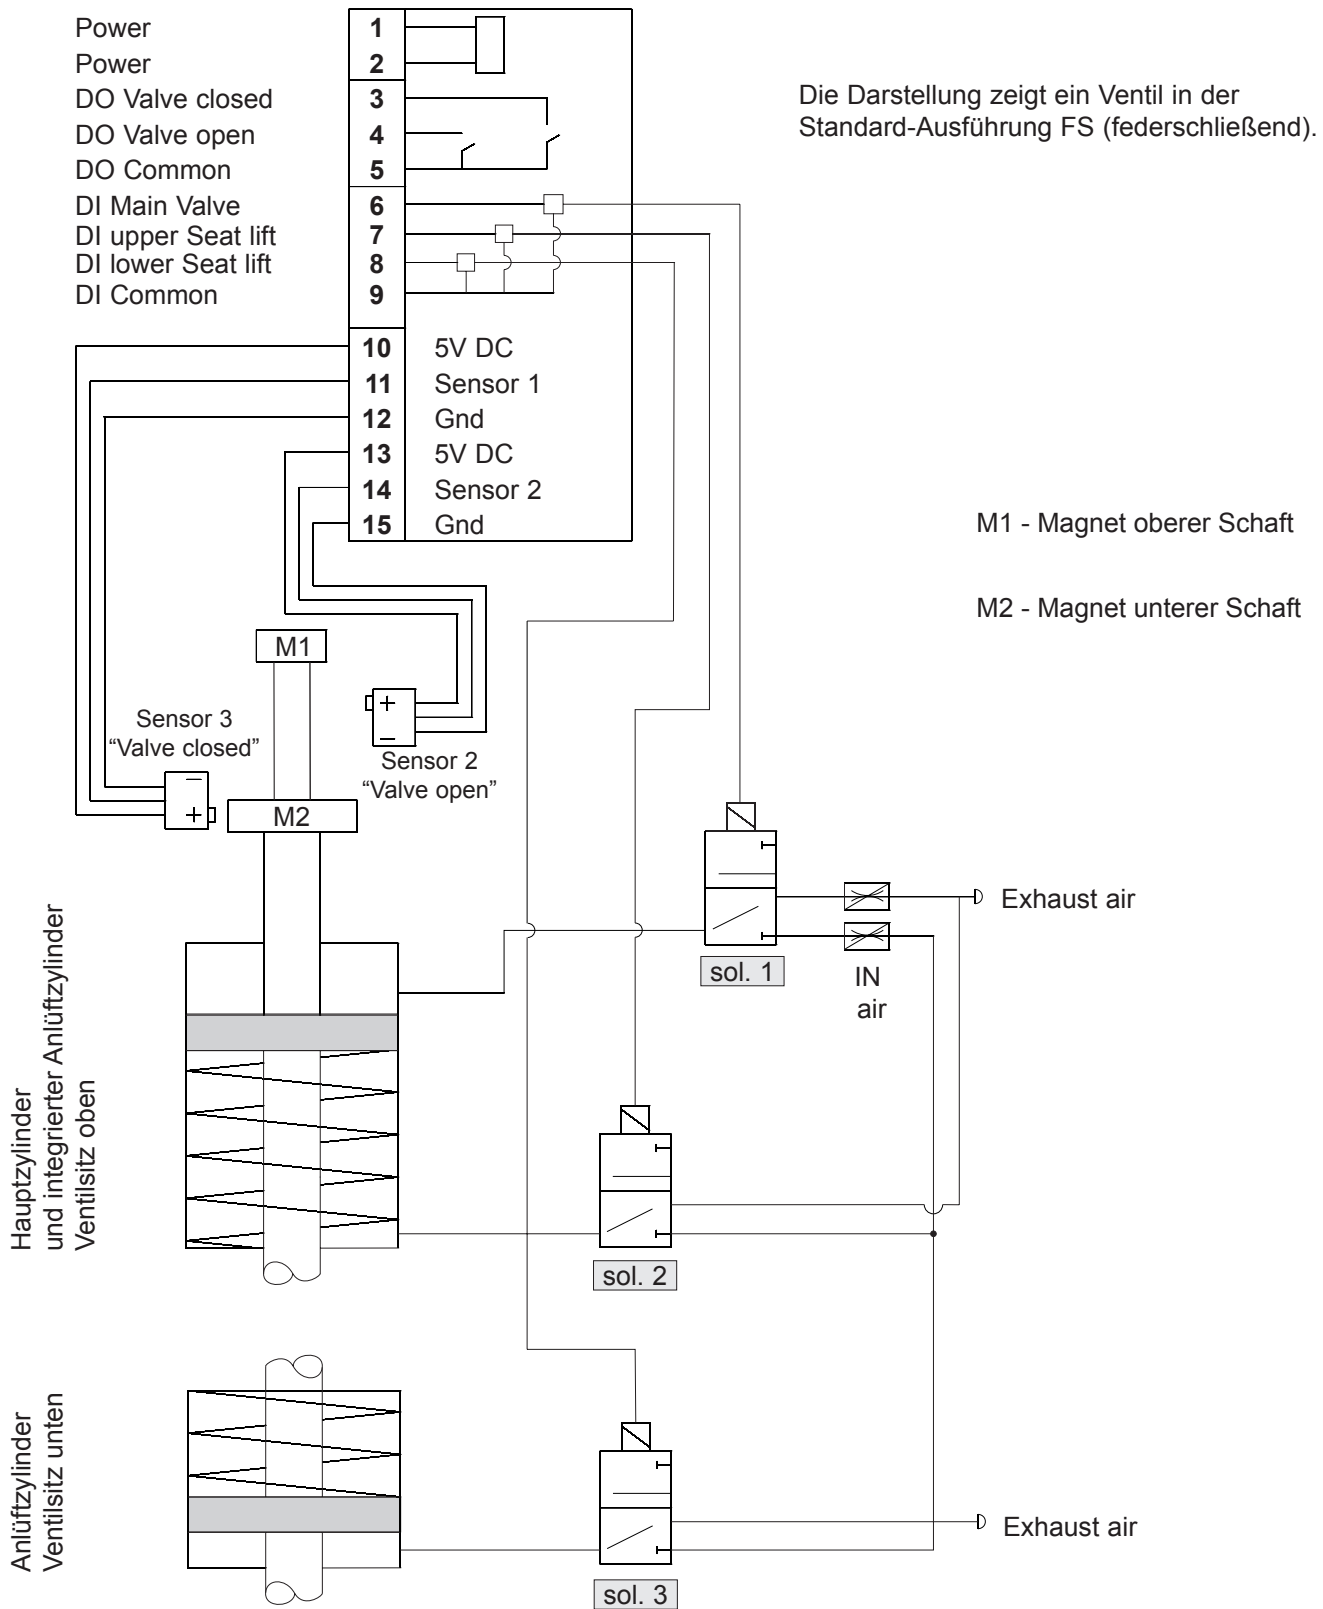 Power 1
Power 2
DO Valve closed 3
DO Valve open 4
DO Common 5
DI Main Valve 6
DI upper Seat lift 7
DI lower Seat lift 8
DI Common 9
10 5V DC
11 Sensor 1
12 Gnd
13 5V DC
14 Sensor 2
15 Gnd
Die Darstellung zeigt ein Ventil in der
Standard-Ausführung FS (federschließend).
M1 - Magnet oberer Schaft
M2 - Magnet unterer Schaft
M1
Sensor 3
“Valve closed”
+
–
Sensor 2
“Valve open”
–
+
M2
Exhaust air
sol. 1
IN
air
Hauptzylinder
und integrierter Anlüftzylinder
Ventilsitz oben
sol. 2
Anlüftzylinder
Ventilsitz unten
Exhaust air
sol. 3